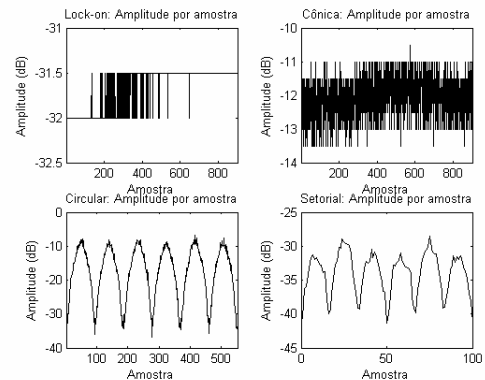 Lock-on: Amplitude por amostra
Amplitude (dB)
-31
-31.5
-32
-32.5
200 400 600 800
Amostra
Cônica: Amplitude por amostra
Amplitude (dB)
-10
-11
-12
-13
-14
200 400 600 800
Amostra
Circular: Amplitude por amostra
Amplitude (dB)
0
-10
-20
-30
-40
100 200 300 400 500
Amostra
Setorial: Amplitude por amostra
Amplitude (dB)
-25
-30
-35
-40
-45
0 50 100
Amostra